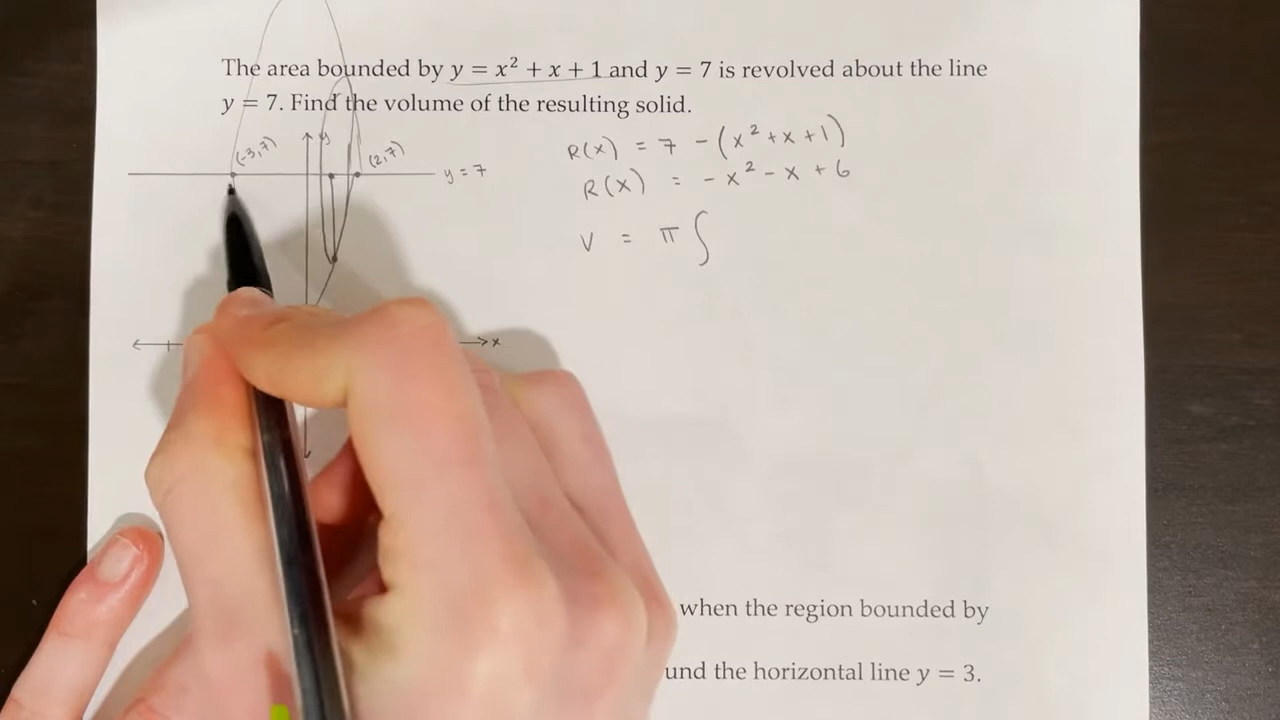 The area bounded by y = x² + x + 1 and y = 7 is revolved about the line
y = 7. Find the volume of the resulting solid.
y
(-3,7)
(2,7)
y = 7
R(x) = 7 - (x² + x + 1)
R(x) = - x² - x + 6
V = π ∫
x
when the region bounded by
und the horizontal line y = 3.